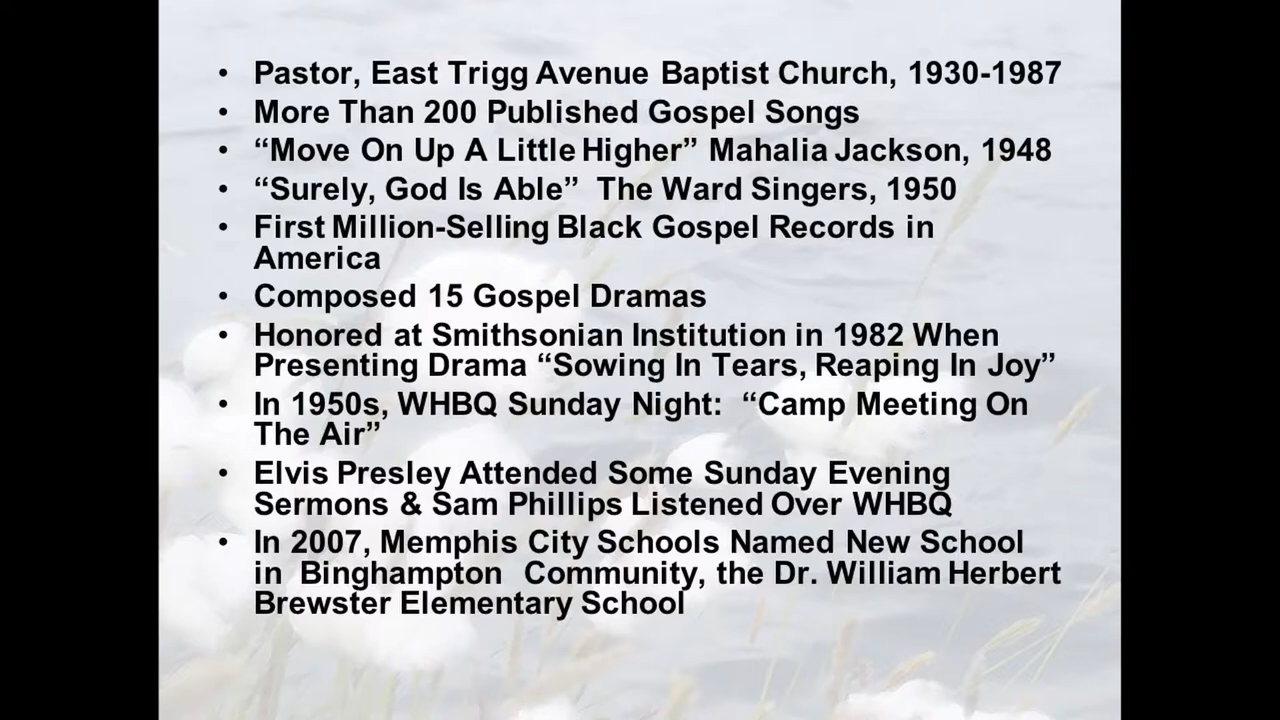 • Pastor, East Trigg Avenue Baptist Church, 1930-1987
• More Than 200 Published Gospel Songs
• “Move On Up A Little Higher” Mahalia Jackson, 1948
• “Surely, God Is Able” The Ward Singers, 1950
• First Million-Selling Black Gospel Records in
America
• Composed 15 Gospel Dramas
• Honored at Smithsonian Institution in 1982 When
Presenting Drama “Sowing In Tears, Reaping In Joy”
• In 1950s, WHBQ Sunday Night: “Camp Meeting On
The Air”
• Elvis Presley Attended Some Sunday Evening
Sermons & Sam Phillips Listened Over WHBQ
• In 2007, Memphis City Schools Named New School
in Binghampton Community, the Dr. William Herbert
Brewster Elementary School